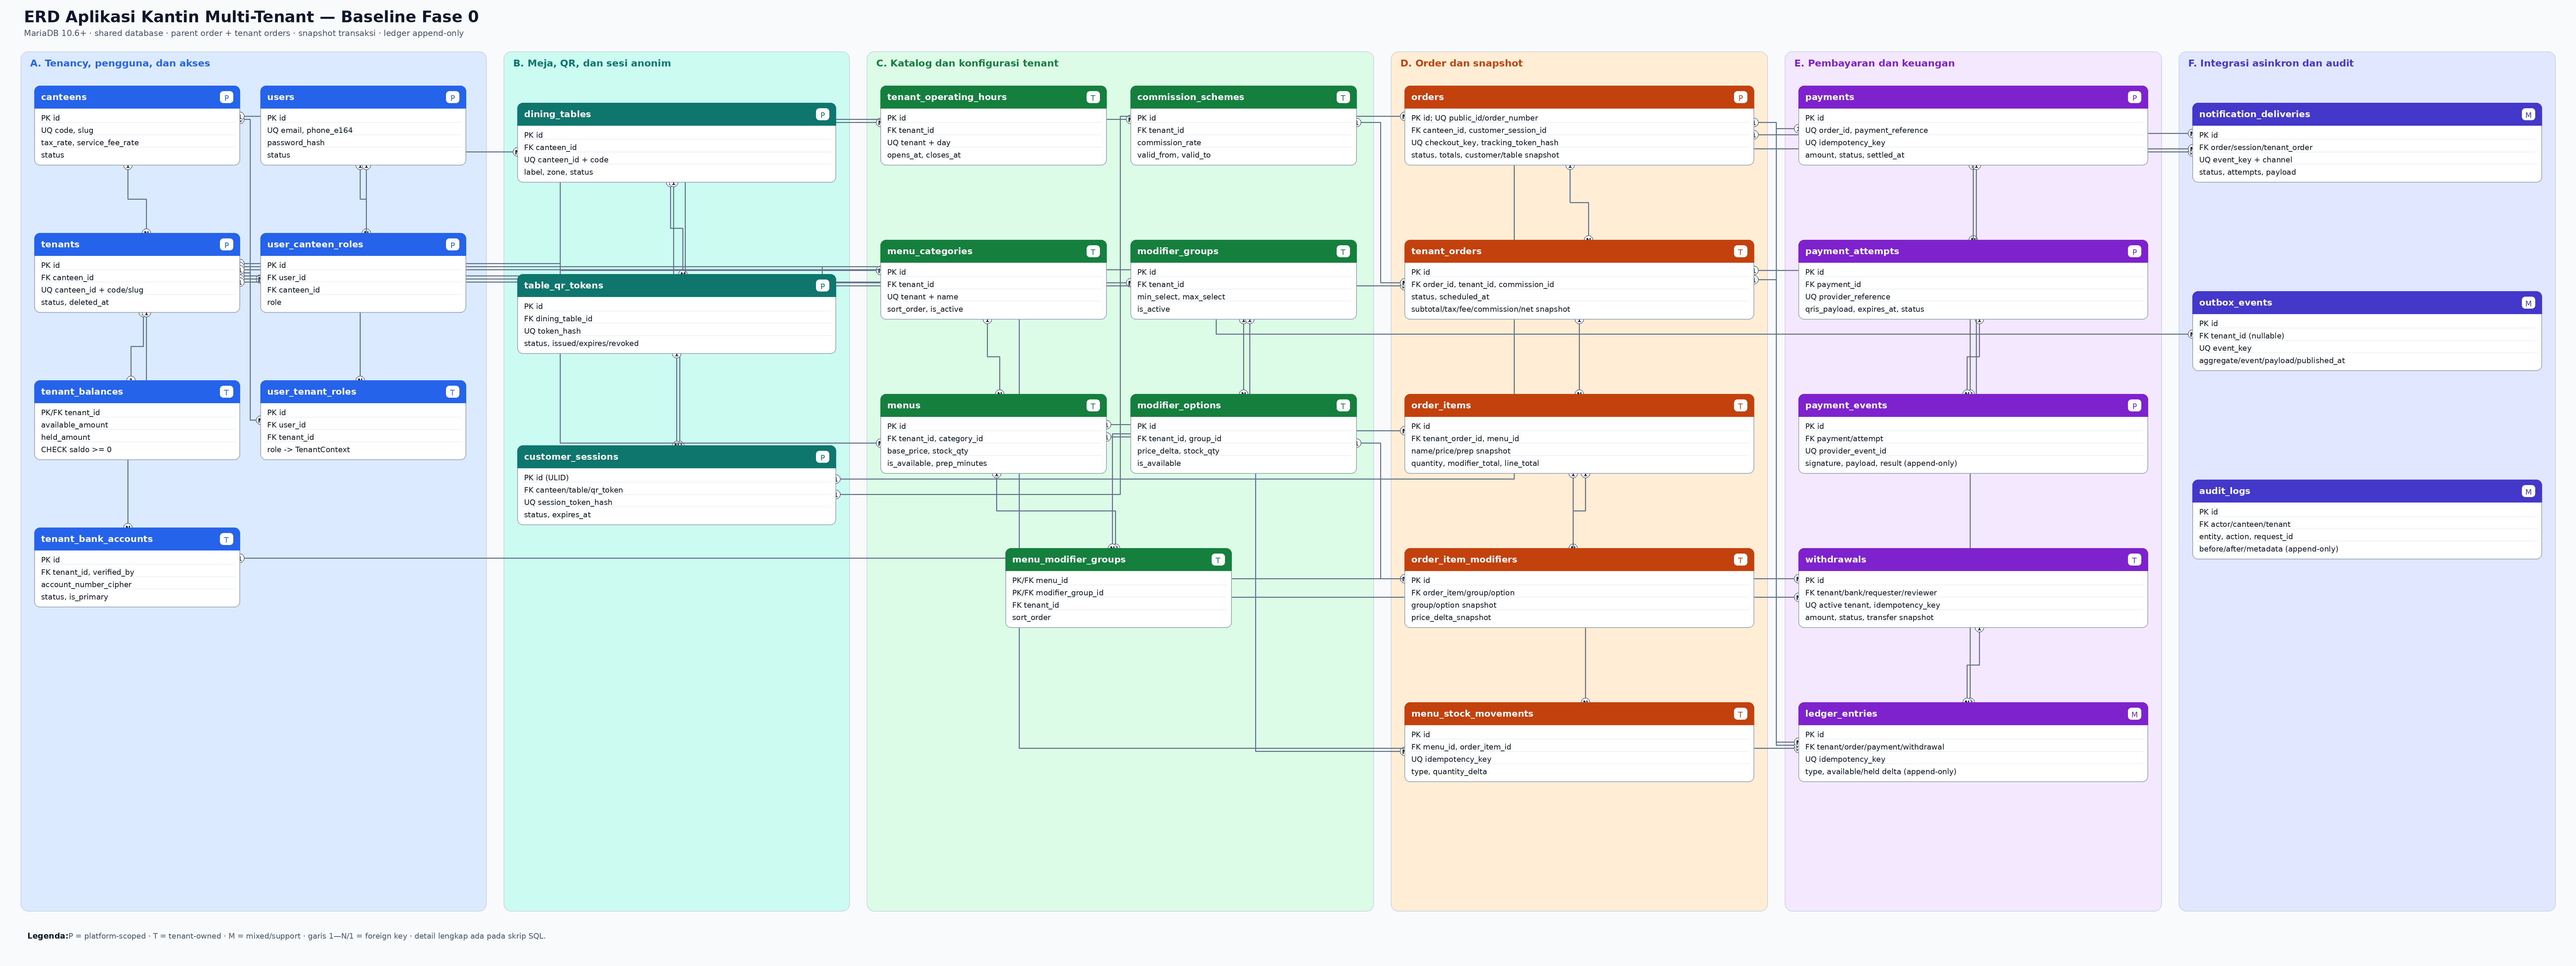 ERD Aplikasi Kantin Multi-Tenant — Baseline Fase 0
MariaDB 10.6+ · shared database · parent order + tenant orders · snapshot transaksi · ledger append-only
A. Tenancy, pengguna, dan akses
canteens P
PK id
UQ code, slug
tax_rate, service_fee_rate
status
users P
PK id
UQ email, phone_e164
password_hash
status
tenants P
PK id
FK canteen_id
UQ canteen_id + code/slug
status, deleted_at
user_canteen_roles P
PK id
FK user_id
FK canteen_id
role
tenant_balances T
PK/FK tenant_id
available_amount
held_amount
CHECK saldo >= 0
user_tenant_roles T
PK id
FK user_id
FK tenant_id
role -> TenantContext
tenant_bank_accounts T
PK id
FK tenant_id, verified_by
account_number_cipher
status, is_primary
B. Meja, QR, dan sesi anonim
dining_tables P
PK id
FK canteen_id
UQ canteen_id + code
label, zone, status
table_qr_tokens P
PK id
FK dining_table_id
UQ token_hash
status, issued/expires/revoked
customer_sessions P
PK id (ULID)
FK canteen/table/qr_token
UQ session_token_hash
status, expires_at
C. Katalog dan konfigurasi tenant
tenant_operating_hours T
PK id
FK tenant_id
UQ tenant + day
opens_at, closes_at
commission_schemes T
PK id
FK tenant_id
commission_rate
valid_from, valid_to
menu_categories T
PK id
FK tenant_id
UQ tenant + name
sort_order, is_active
modifier_groups T
PK id
FK tenant_id
min_select, max_select
is_active
menus T
PK id
FK tenant_id, category_id
base_price, stock_qty
is_available, prep_minutes
modifier_options T
PK id
FK tenant_id, group_id
price_delta, stock_qty
is_available
menu_modifier_groups T
PK/FK menu_id
PK/FK modifier_group_id
FK tenant_id
sort_order
D. Order dan snapshot
orders P
PK id; UQ public_id/order_number
FK canteen_id, customer_session_id
UQ checkout_key, tracking_token_hash
status, totals, customer/table snapshot
tenant_orders T
PK id
FK order_id, tenant_id, commission_id
status, scheduled_at
subtotal/tax/fee/commission/net snapshot
order_items T
PK id
FK tenant_order_id, menu_id
name/price/prep snapshot
quantity, modifier_total, line_total
order_item_modifiers T
PK id
FK order_item/group/option
group/option snapshot
price_delta_snapshot
menu_stock_movements T
PK id
FK menu_id, order_item_id
UQ idempotency_key
type, quantity_delta
E. Pembayaran dan keuangan
payments P
PK id
UQ order_id, payment_reference
UQ idempotency_key
amount, status, settled_at
payment_attempts P
PK id
FK payment_id
UQ provider_reference
qris_payload, expires_at, status
payment_events P
PK id
FK payment/attempt
UQ provider_event_id
signature, payload, result (append-only)
withdrawals T
PK id
FK tenant/bank/requester/reviewer
UQ active tenant, idempotency_key
amount, status, transfer snapshot
ledger_entries M
PK id
FK tenant/order/payment/withdrawal
UQ idempotency_key
type, available/held delta (append-only)
F. Integrasi asinkron dan audit
notification_deliveries M
PK id
FK order/session/tenant_order
UQ event_key + channel
status, attempts, payload
outbox_events M
PK id
FK tenant_id (nullable)
UQ event_key
aggregate/event/payload/published_at
audit_logs M
PK id
FK actor/canteen/tenant
entity, action, request_id
before/after/metadata (append-only)
Legenda:P = platform-scoped · T = tenant-owned · M = mixed/support · garis 1—N/1 = foreign key · detail lengkap ada pada skrip SQL.